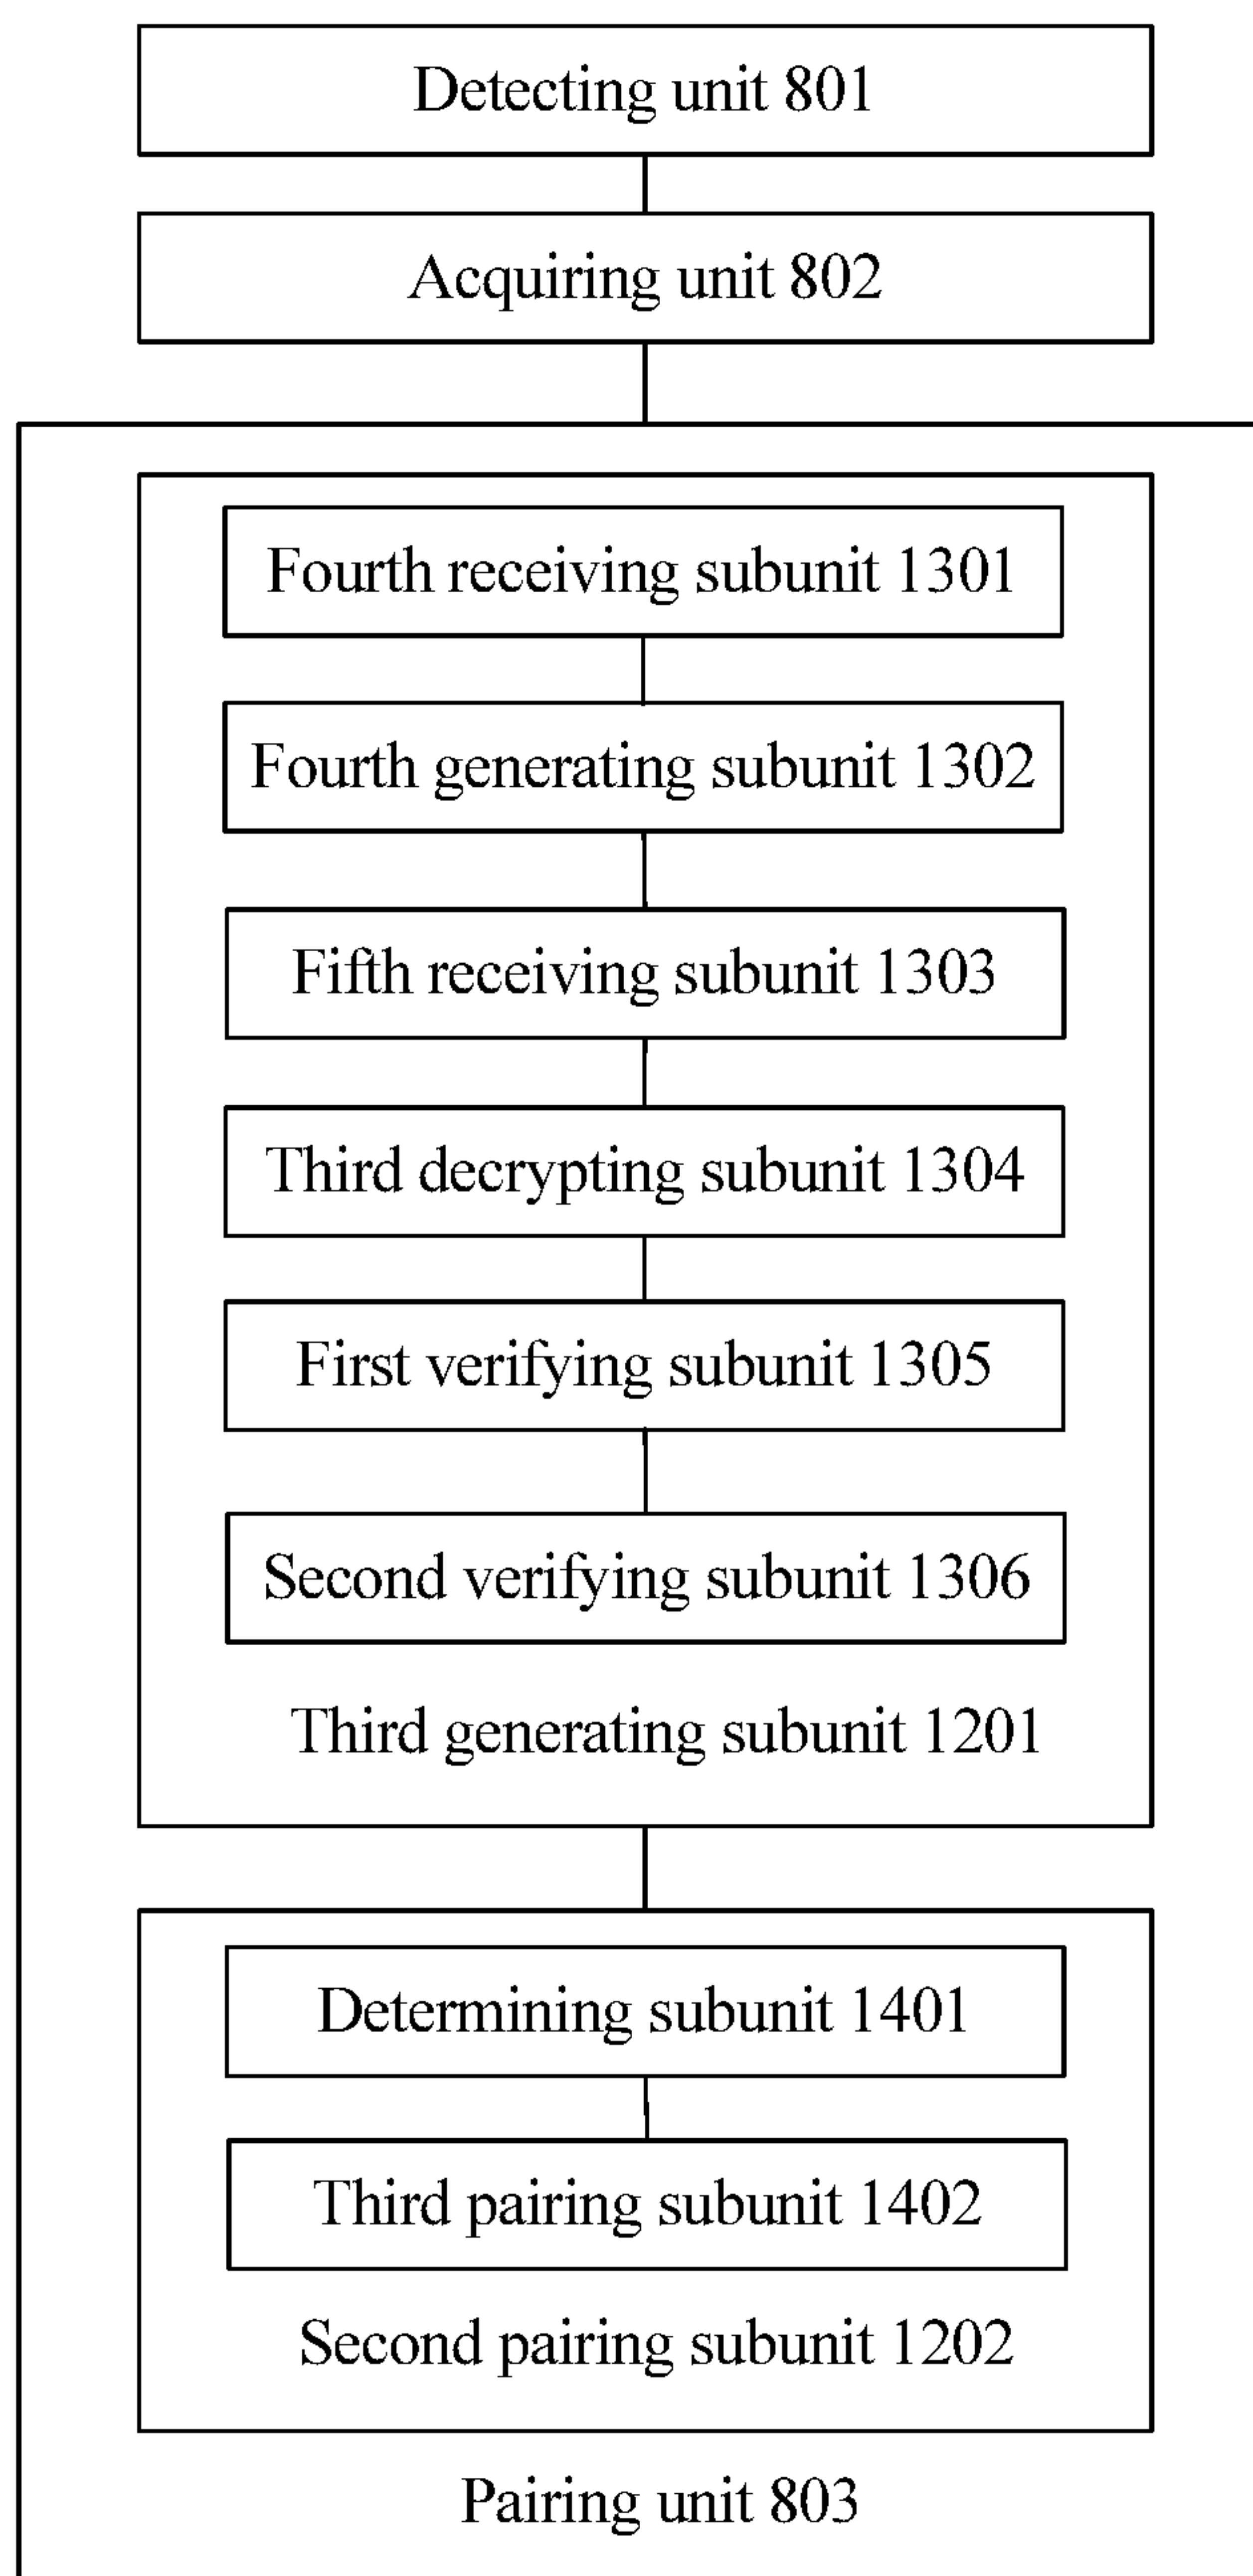 Detecting unit 801
Acquiring unit 802
Fourth receiving subunit 1301
Fourth generating subunit 1302
Fifth receiving subunit 1303
Third decrypting subunit 1304
First verifying subunit 1305
Second verifying subunit 1306
Third generating subunit 1201
Determining subunit 1401
Third pairing subunit 1402
Second pairing subunit 1202
Pairing unit 803